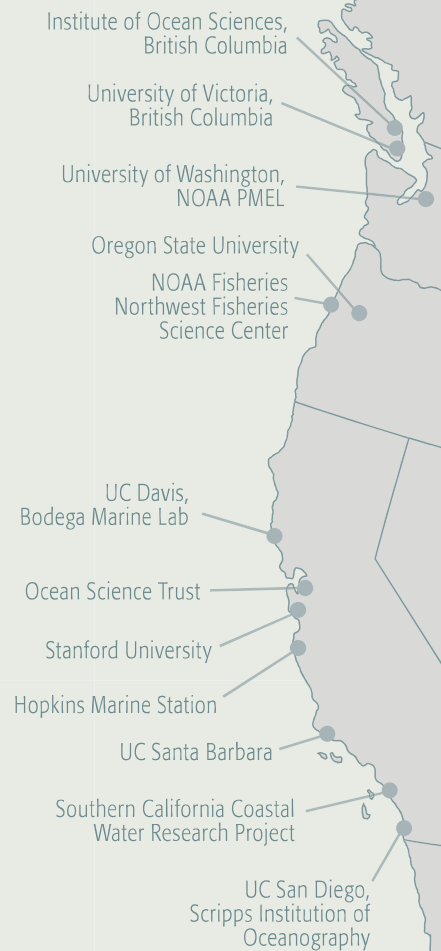 Institute of Ocean Sciences,
British Columbia
University of Victoria,
British Columbia
University of Washington,
NOAA PMEL
Oregon State University
NOAA Fisheries
Northwest Fisheries
Science Center
UC Davis,
Bodega Marine Lab
Ocean Science Trust
Stanford University
Hopkins Marine Station
UC Santa Barbara
Southern California Coastal
Water Research Project
UC San Diego,
Scripps Institution of
Oceanography